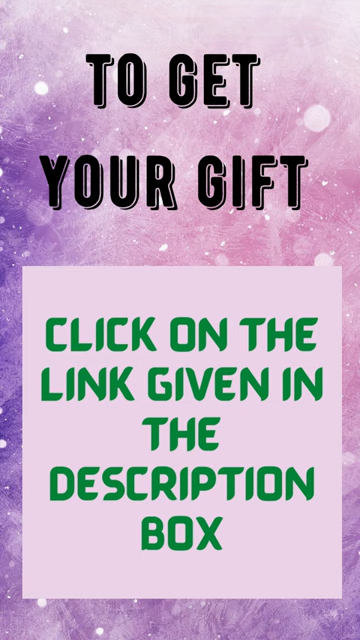 TO GET
YOUR GIFT
CLICK ON THE
LINK GIVEN IN
THE
DESCRIPTION
BOX